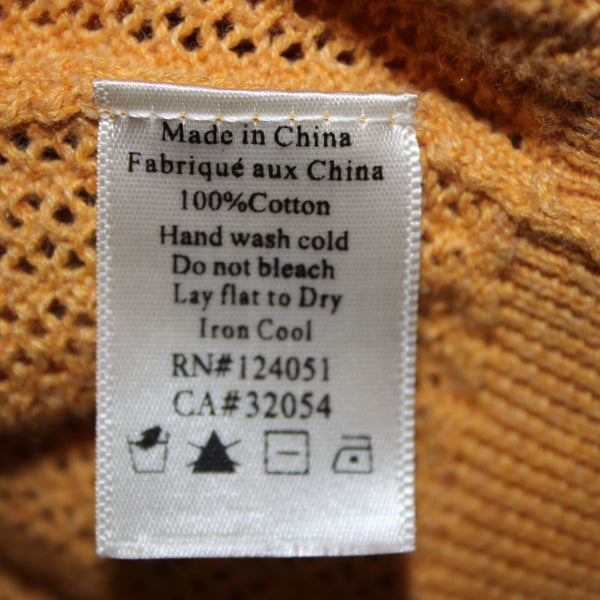 Made in China
Fabriqué aux China
100%Cotton
Hand wash cold
Do not bleach
Lay flat to Dry
Iron Cool
RN#124051
CA#32054